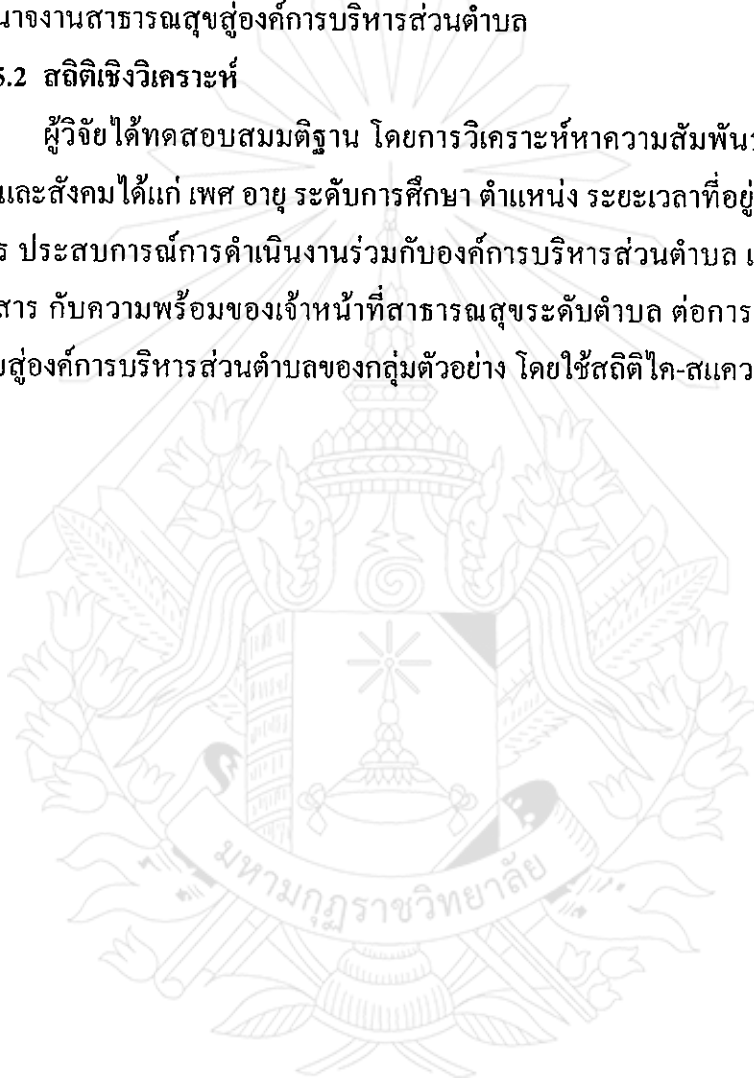 นาจงานสาธารณสุขสู่องค์การบริหารส่วนตำบล
5.2 สถิติเชิงวิเคราะห์
ผู้วิจัยได้ทดสอบสมมติฐาน โดยการวิเคราะห์หาความสัมพัน
และสังคมได้แก่ เพศ อายุ ระดับการศึกษา ตำแหน่ง ระยะเวลาที่อยู่
ร ประสบการณ์การดำเนินงานร่วมกับองค์การบริหารส่วนตำบล
สาร กับความพร้อมของเจ้าหน้าที่สาธารณสุขระดับตำบล ต่อการ
สู่องค์การบริหารส่วนตำบลของกลุ่มตัวอย่าง โดยใช้สถิติไค-สแคว
มหามกุฏราชวิทยาลัย